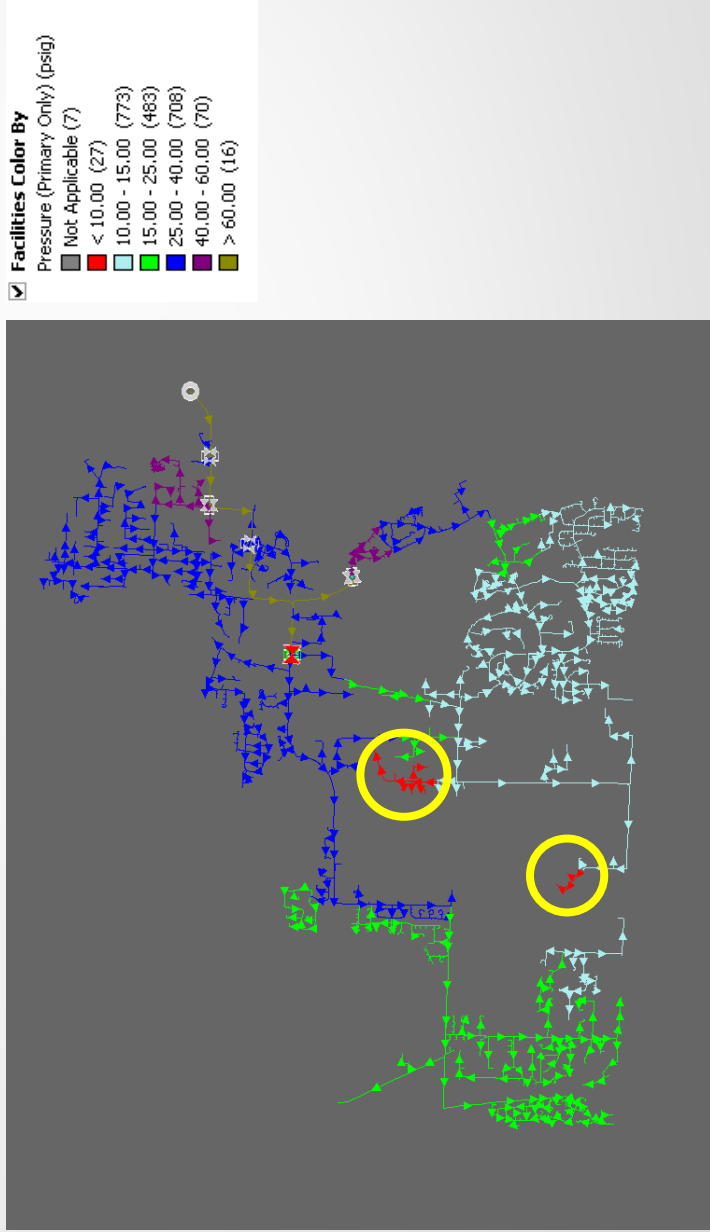 Facilities Color By
Pressure (Primary Only) (psig)
Not Applicable (7)
< 10.00 (27)
10.00 - 15.00 (773)
15.00 - 25.00 (483)
25.00 - 40.00 (708)
40.00 - 60.00 (70)
> 60.00 (16)